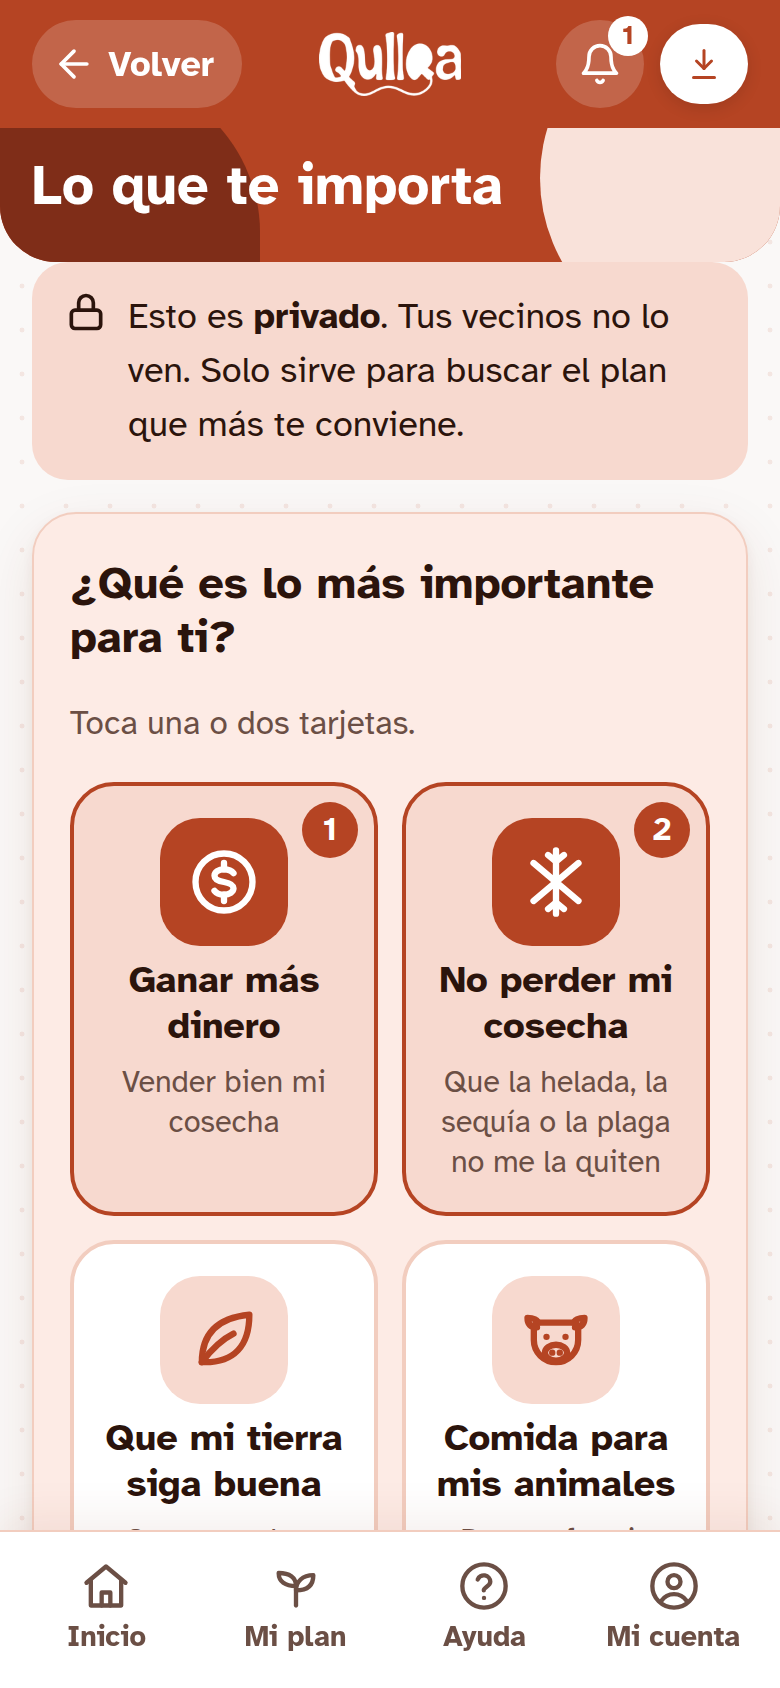 Volver
Qullqa
1
Lo que te importa
Esto es privado. Tus vecinos no lo
ven. Solo sirve para buscar el plan
que más te conviene.
¿Qué es lo más importante
para ti?
Toca una o dos tarjetas.
1
Ganar más
dinero
Vender bien mi
cosecha
2
No perder mi
cosecha
Que la helada, la
sequía o la plaga
no me la quiten
Que mi tierra
siga buena
Comida para
mis animales
Inicio
Mi plan
Ayuda
Mi cuenta